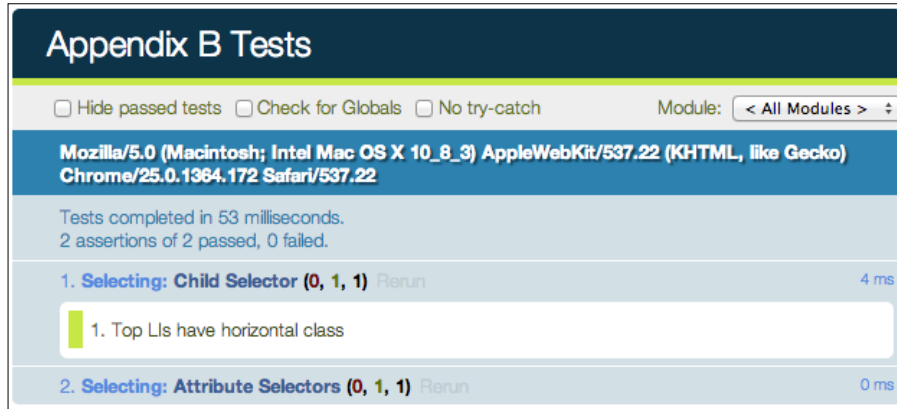 Appendix B Tests
Hide passed tests Check for Globals No try-catch Module: < All Modules >
Mozilla/5.0 (Macintosh; Intel Mac OS X 10_8_3) AppleWebKit/537.22 (KHTML, like Gecko)
Chrome/25.0.1364.172 Safari/537.22
Tests completed in 53 milliseconds.
2 assertions of 2 passed, 0 failed.
1. Selecting: Child Selector (0, 1, 1) Rerun 4 ms
1. Top LIs have horizontal class
2. Selecting: Attribute Selectors (0, 1, 1) Rerun 0 ms